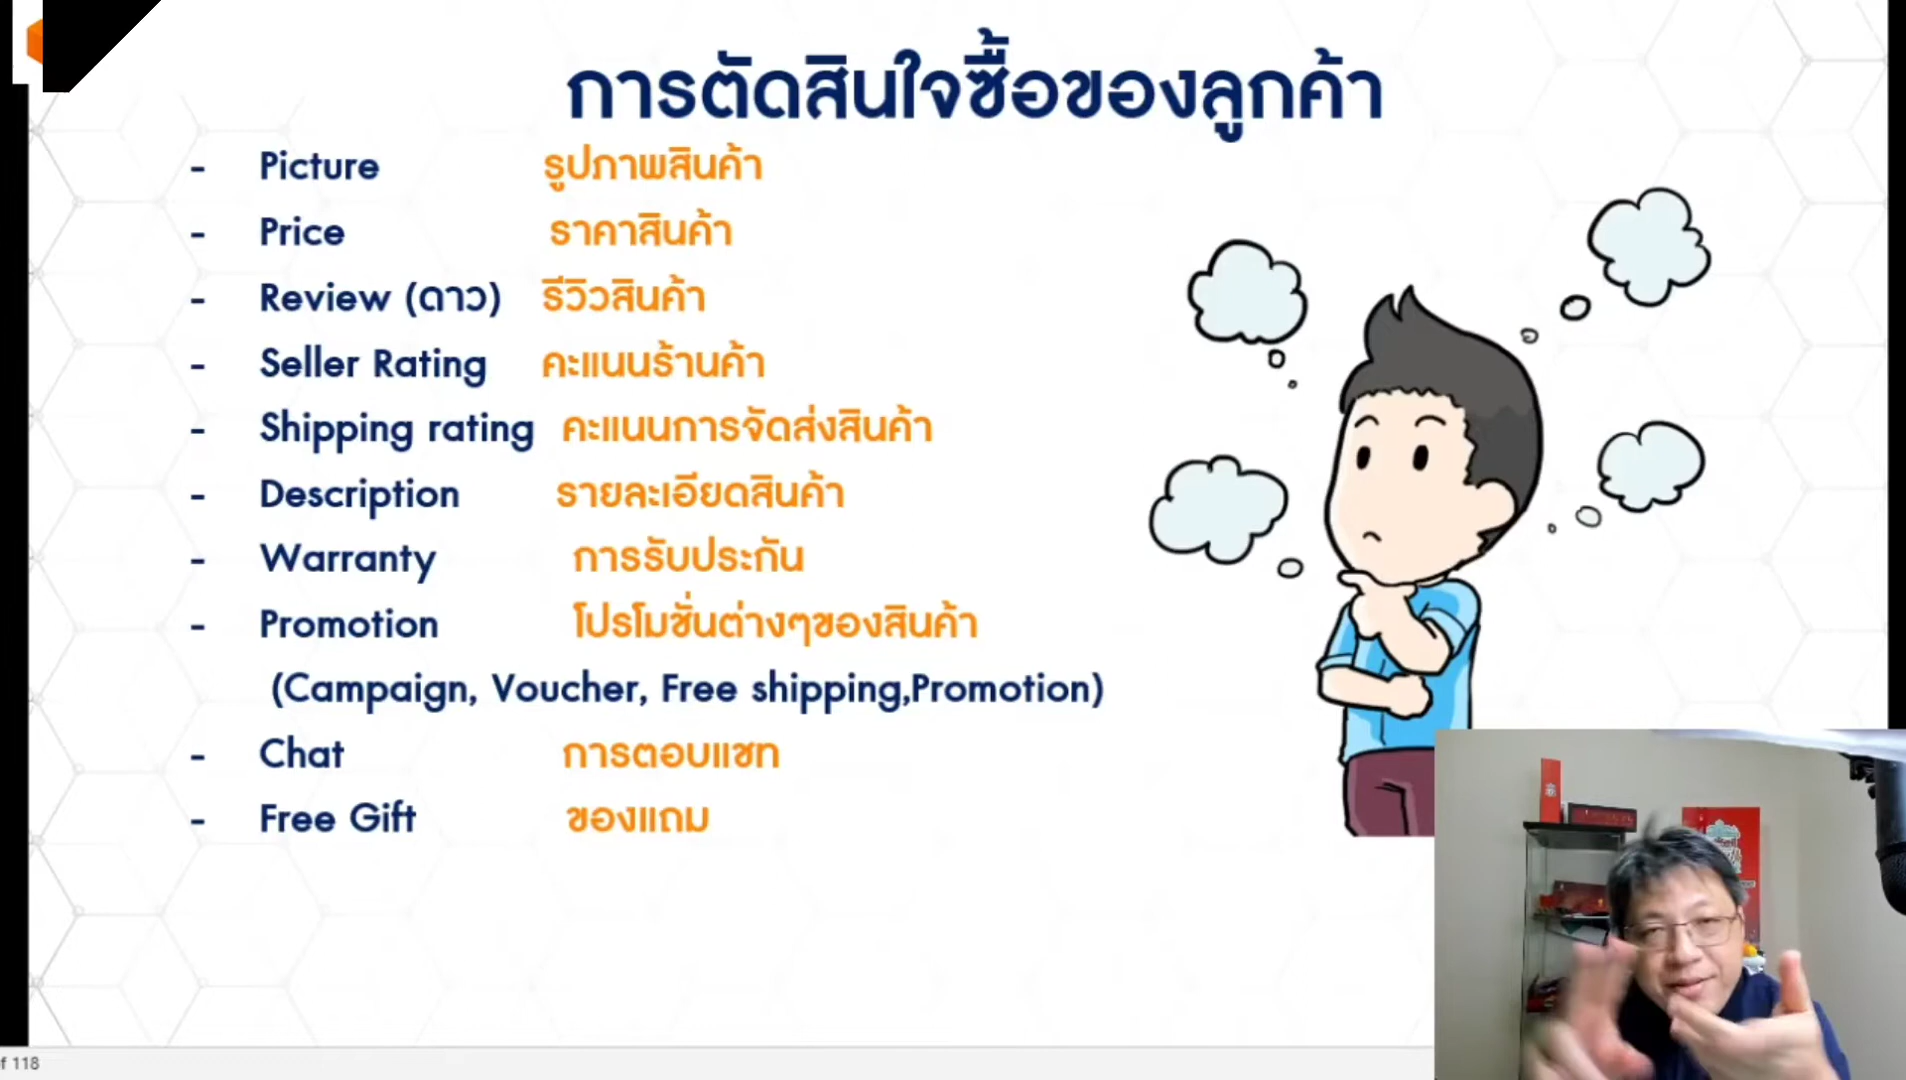 การตัดสินใจซื้อของลูกค้า
- Picture รูปภาพสินค้า
- Price ราคาสินค้า
- Review (ดาว) รีวิวสินค้า
- Seller Rating คะแนนร้านค้า
- Shipping rating คะแนนการจัดส่งสินค้า
- Description รายละเอียดสินค้า
- Warranty การรับประกัน
- Promotion โปรโมชั่นต่างๆของสินค้า
(Campaign, Voucher, Free shipping,Promotion)
- Chat การตอบแชท
- Free Gift ของแถม
118